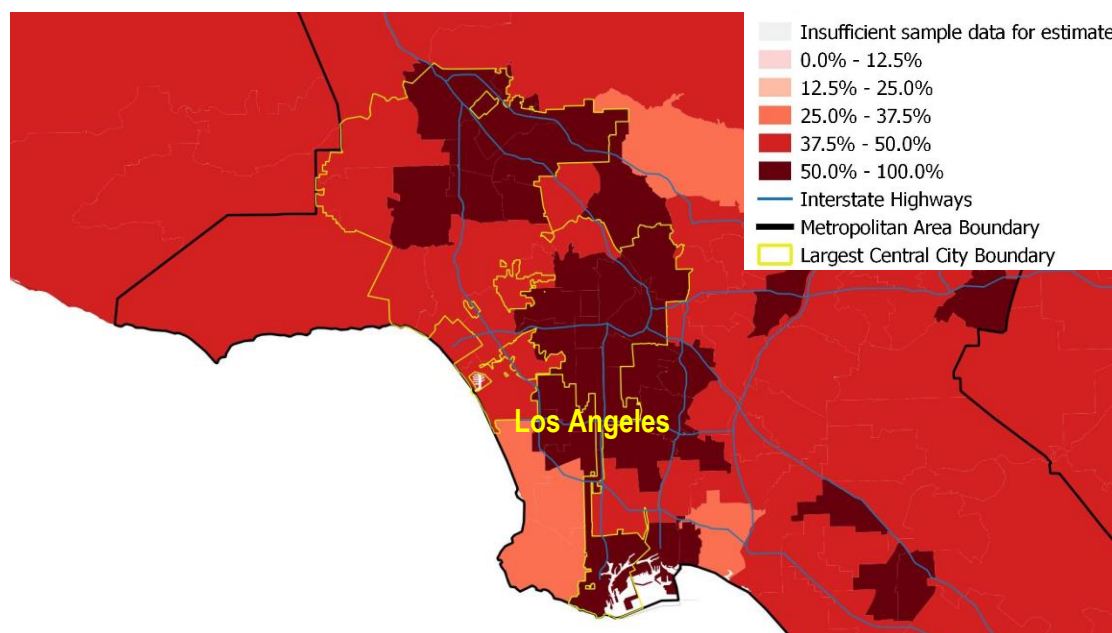 Insufficient sample data for estimate
0.0% - 12.5%
12.5% - 25.0%
25.0% - 37.5%
37.5% - 50.0%
50.0% - 100.0%
Interstate Highways
Metropolitan Area Boundary
Largest Central City Boundary
Los Angeles